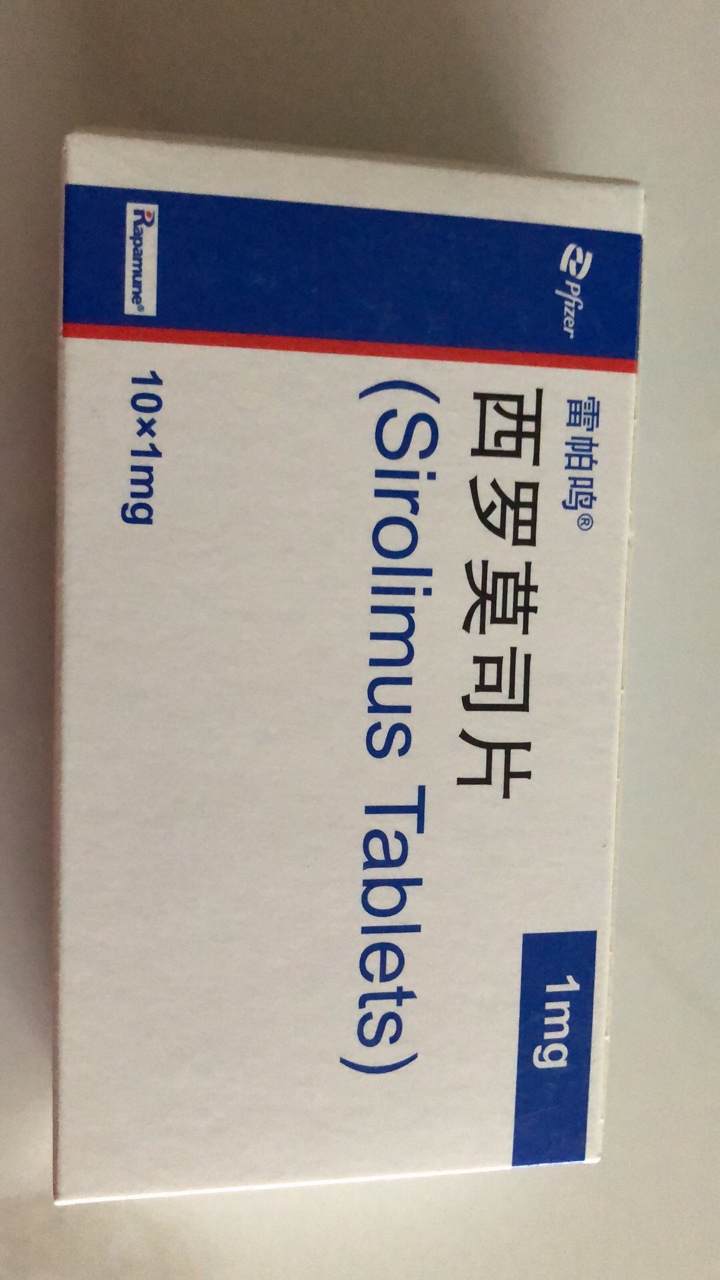 Pfizer
雷帕鸣®
西罗莫司片
(Sirolimus Tablets)
1mg
Rapamune®
10×1mg